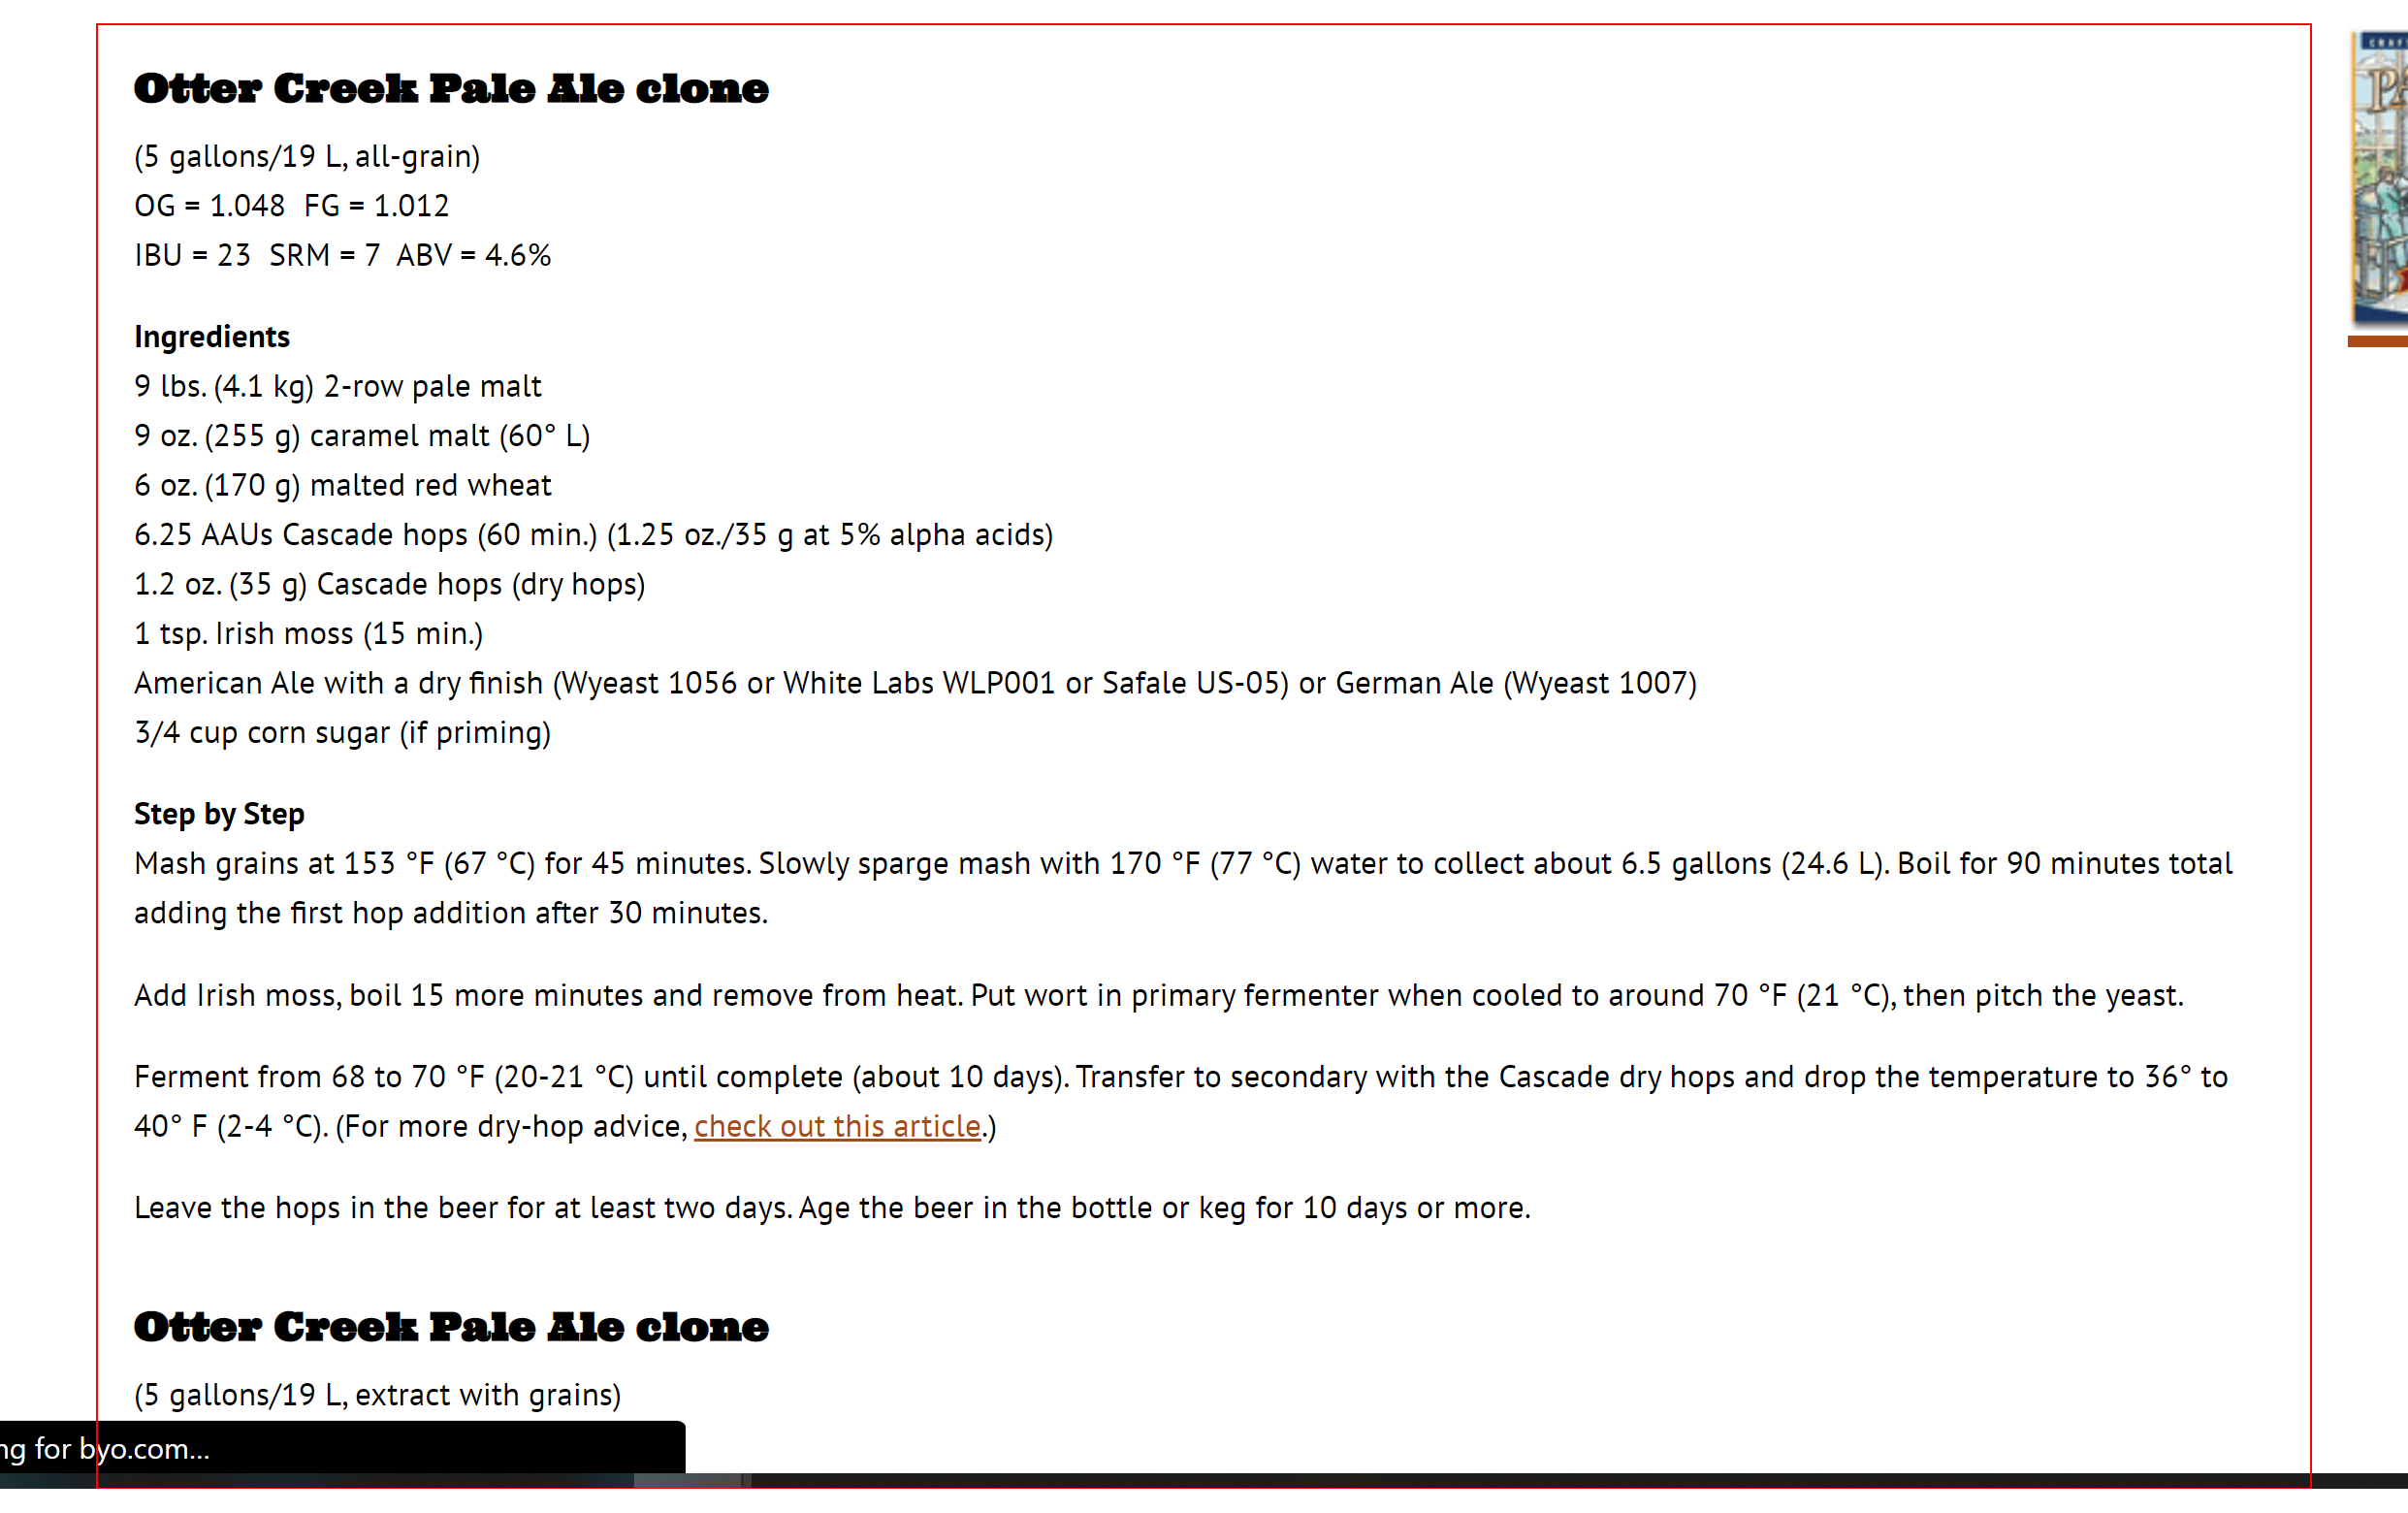 Otter Creek Pale Ale clone
(5 gallons/19 L, all-grain)
OG = 1.048  FG = 1.012
IBU = 23  SRM = 7  ABV = 4.6%
Ingredients
9 lbs. (4.1 kg) 2-row pale malt
9 oz. (255 g) caramel malt (60° L)
6 oz. (170 g) malted red wheat
6.25 AAUs Cascade hops (60 min.) (1.25 oz./35 g at 5% alpha acids)
1.2 oz. (35 g) Cascade hops (dry hops)
1 tsp. Irish moss (15 min.)
American Ale with a dry finish (Wyeast 1056 or White Labs WLP001 or Safale US-05) or German Ale (Wyeast 1007)
3/4 cup corn sugar (if priming)
Step by Step
Mash grains at 153 °F (67 °C) for 45 minutes. Slowly sparge mash with 170 °F (77 °C) water to collect about 6.5 gallons (24.6 L). Boil for 90 minutes total
adding the first hop addition after 30 minutes.
Add Irish moss, boil 15 more minutes and remove from heat. Put wort in primary fermenter when cooled to around 70 °F (21 °C), then pitch the yeast.
Ferment from 68 to 70 °F (20-21 °C) until complete (about 10 days). Transfer to secondary with the Cascade dry hops and drop the temperature to 36° to
40° F (2-4 °C). (For more dry-hop advice, check out this article.)
Leave the hops in the beer for at least two days. Age the beer in the bottle or keg for 10 days or more.
Otter Creek Pale Ale clone
(5 gallons/19 L, extract with grains)
ng for byo.com...